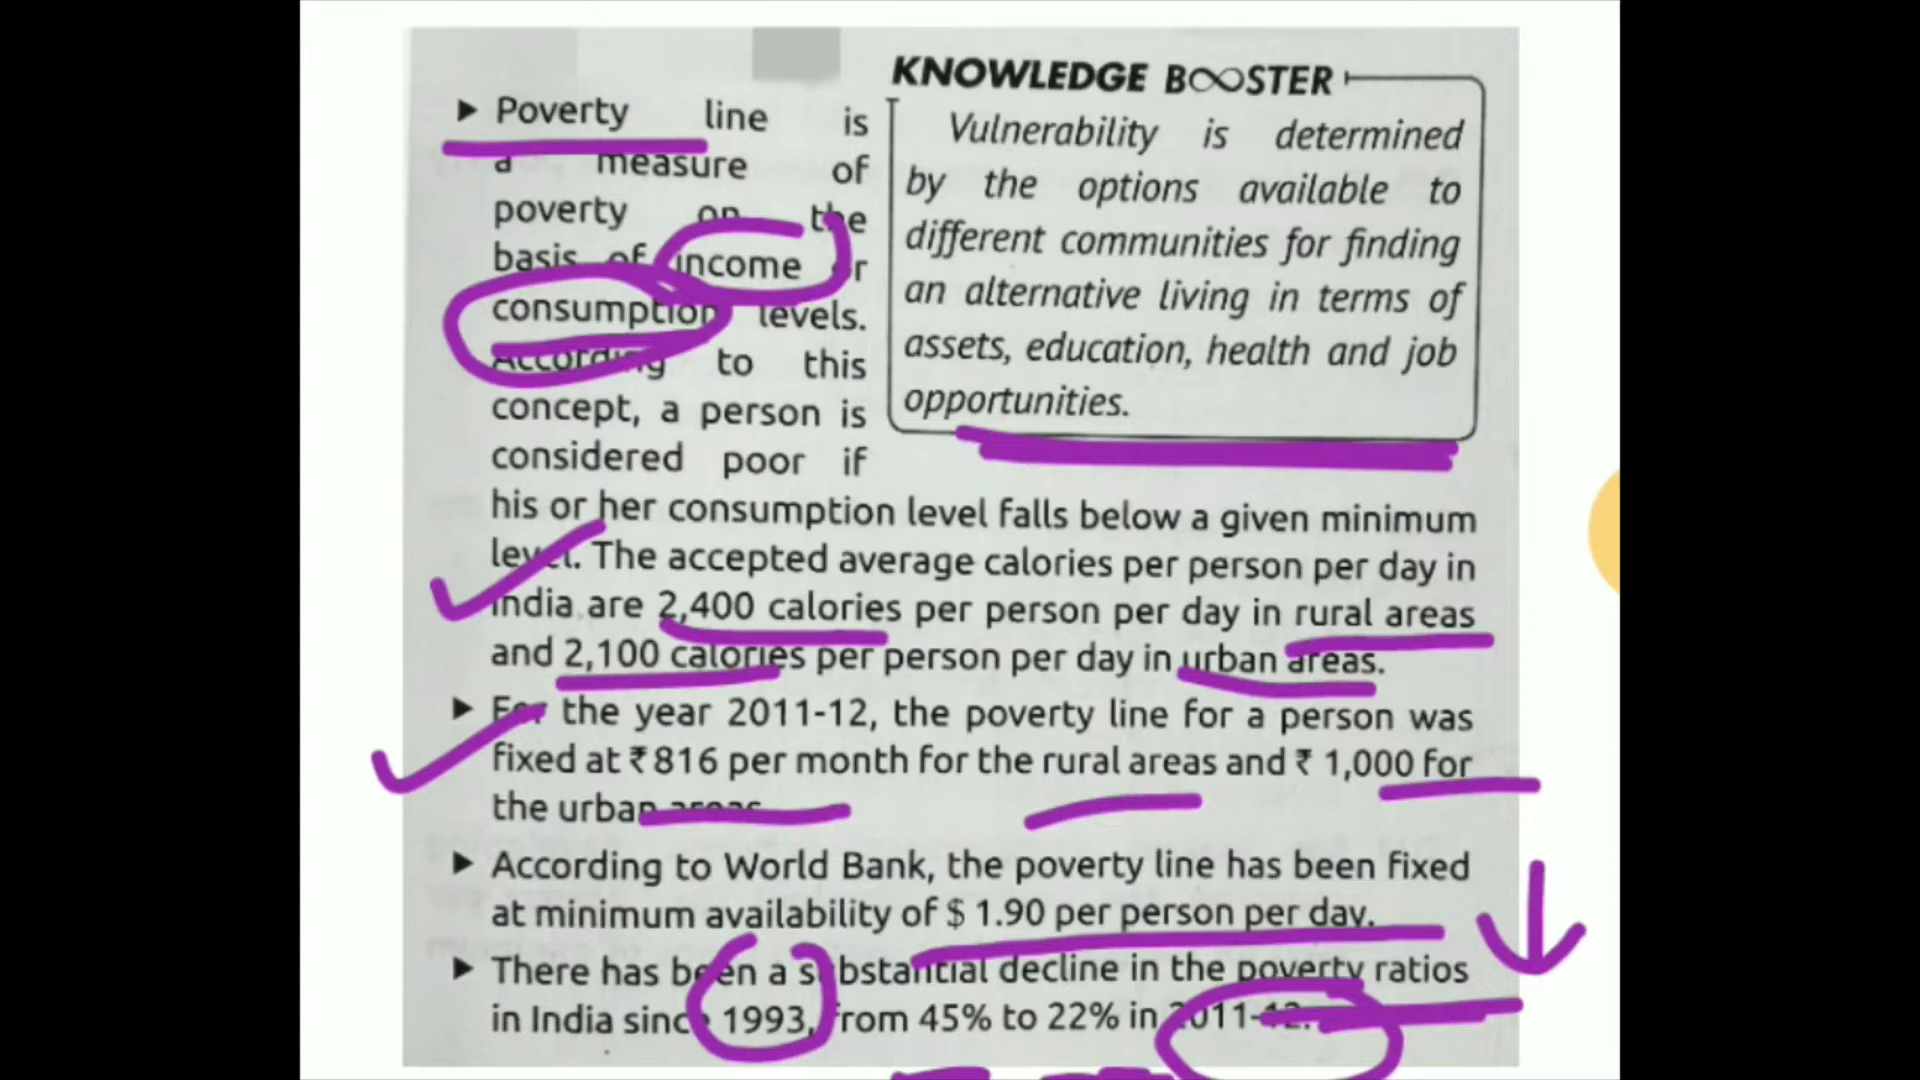 KNOWLEDGE BOOSTER
Vulnerability is determined
by the options available to
different communities for finding
an alternative living in terms of
assets, education, health and job
opportunities.
▶ Poverty line is
a measure of
poverty on the
basis of income or
consumption levels.
According to this
concept, a person is
considered poor if
his or her consumption level falls below a given minimum
level. The accepted average calories per person per day in
India are 2,400 calories per person per day in rural areas
and 2,100 calories per person per day in urban areas.
▶ For the year 2011-12, the poverty line for a person was
fixed at ₹ 816 per month for the rural areas and ₹ 1,000 for
the urban areas.
▶ According to World Bank, the poverty line has been fixed
at minimum availability of $ 1.90 per person per day.
▶ There has been a substantial decline in the poverty ratios
in India since 1993, from 45% to 22% in 2011-12.